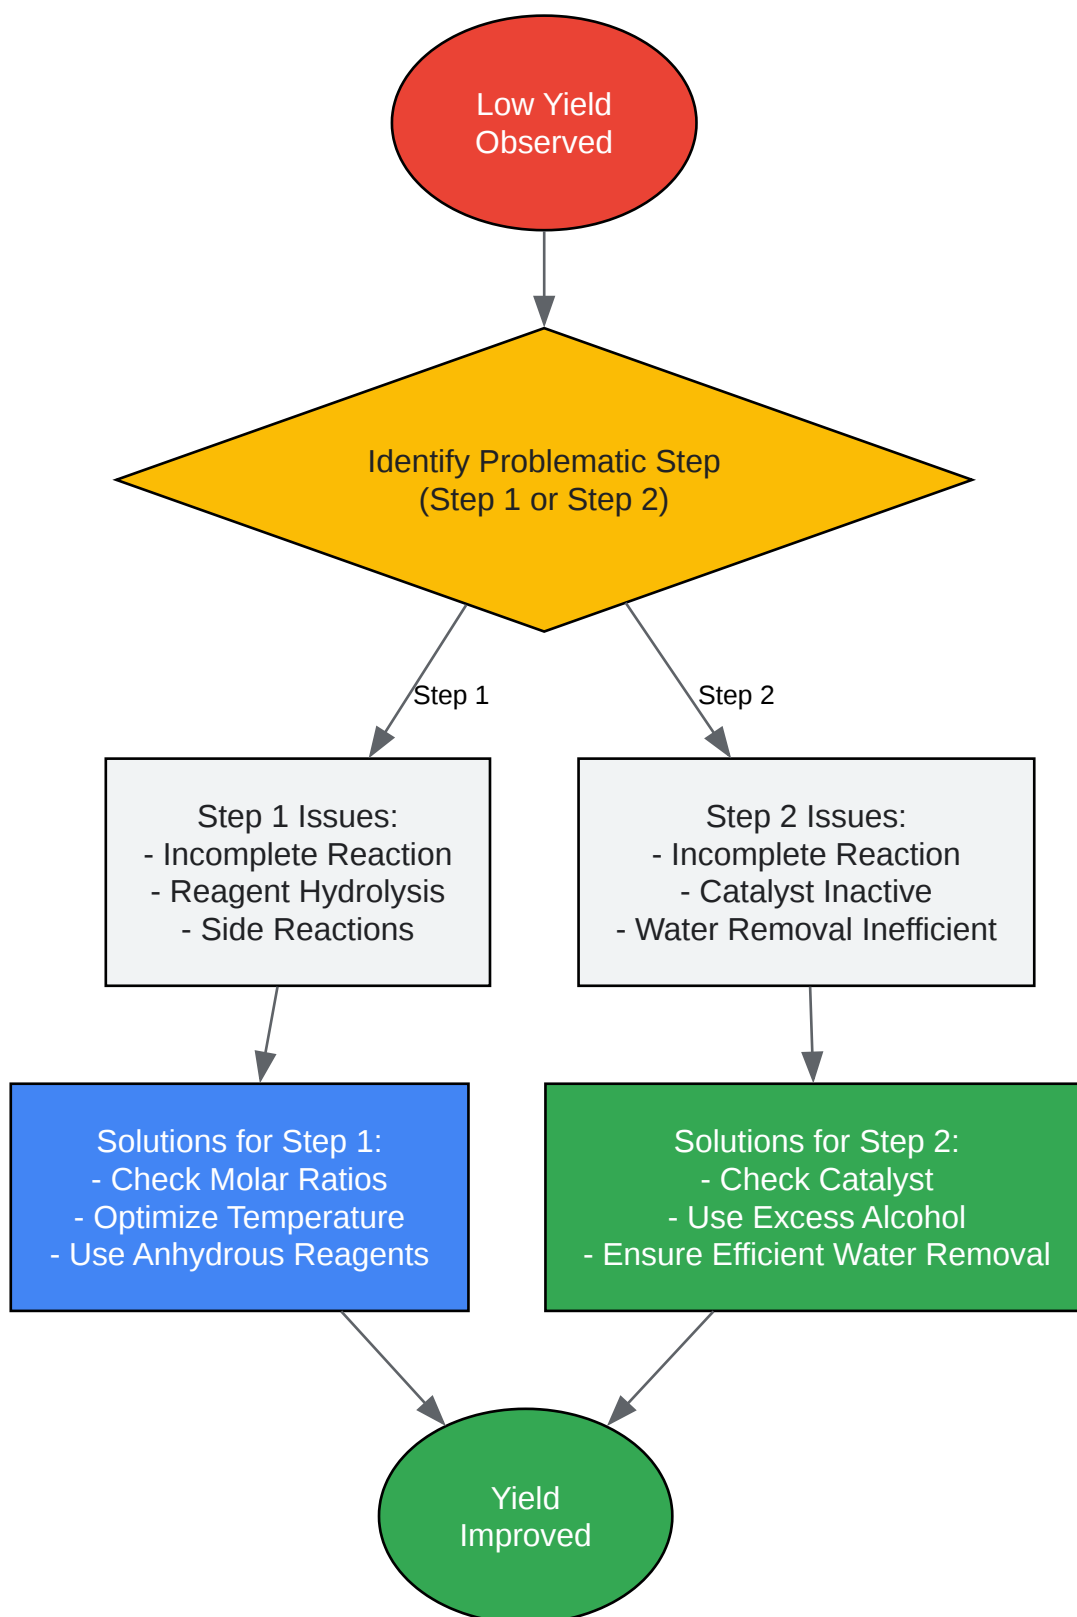 Low Yield
Observed
Identify Problematic Step
(Step 1 or Step 2)
Step 1
Step 2
Step 1 Issues:
- Incomplete Reaction
- Reagent Hydrolysis
- Side Reactions
Step 2 Issues:
- Incomplete Reaction
- Catalyst Inactive
- Water Removal Inefficient
Solutions for Step 1:
- Check Molar Ratios
- Optimize Temperature
- Use Anhydrous Reagents
Solutions for Step 2:
- Check Catalyst
- Use Excess Alcohol
- Ensure Efficient Water Removal
Yield
Improved